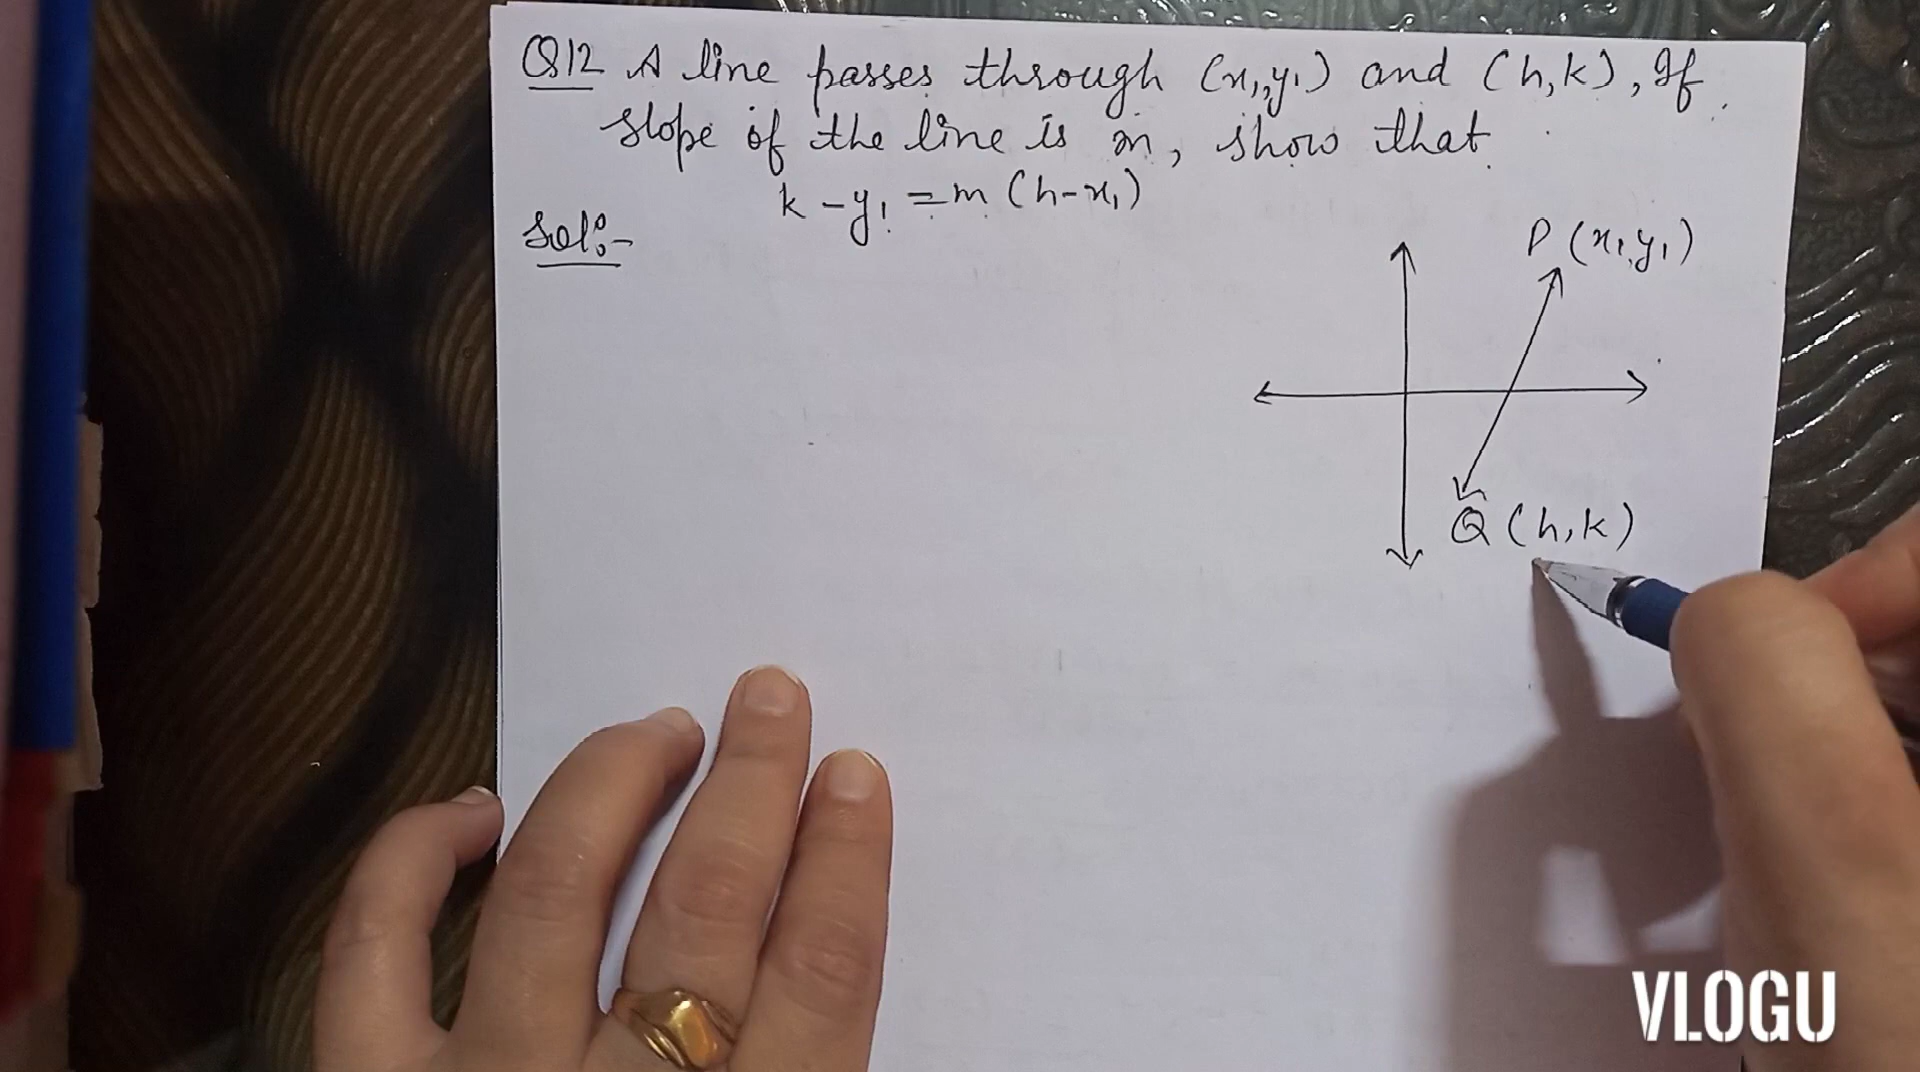 Q12 A line passes through (x₁,y₁) and (h,k), If
slope of the line is m, show that
k-y₁=m(h-x₁)
Sol:-
P(x₁,y₁)
Q(h,k)
VLOGU